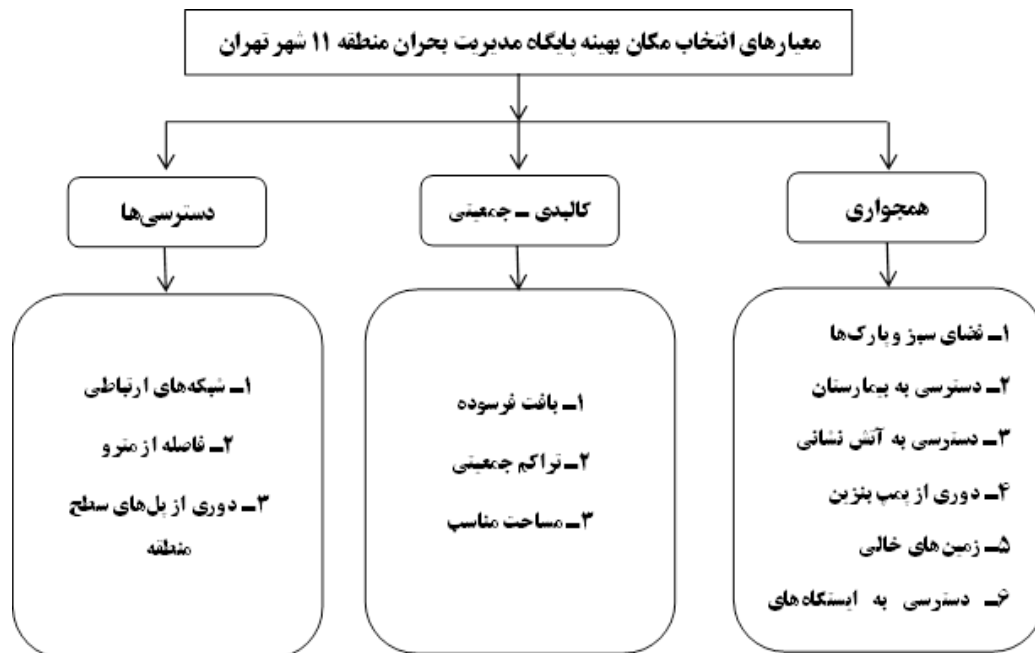 معیارهای انتخاب مکان بهینه پایگاه مدیریت بحران منطقه ۱۱ شهر تهران
همجواری
کالبدی ـ جمعیتی
دسترسی‌ها
۱ـ فضای سبز و پارک‌ها
۲ـ دسترسی به بیمارستان
۳ـ دسترسی به آتش نشانی
۴ـ دوری از پمپ بنزین
۵ـ زمین‌های خالی
۶ـ دسترسی به ایستگاه‌های
۱ـ بافت فرسوده
۲ـ تراکم جمعیتی
۳ـ مساحت مناسب
۱ـ شبکه‌های ارتباطی
۲ـ فاصله از مترو
۳ـ دوری از پل‌های سطح
منطقه